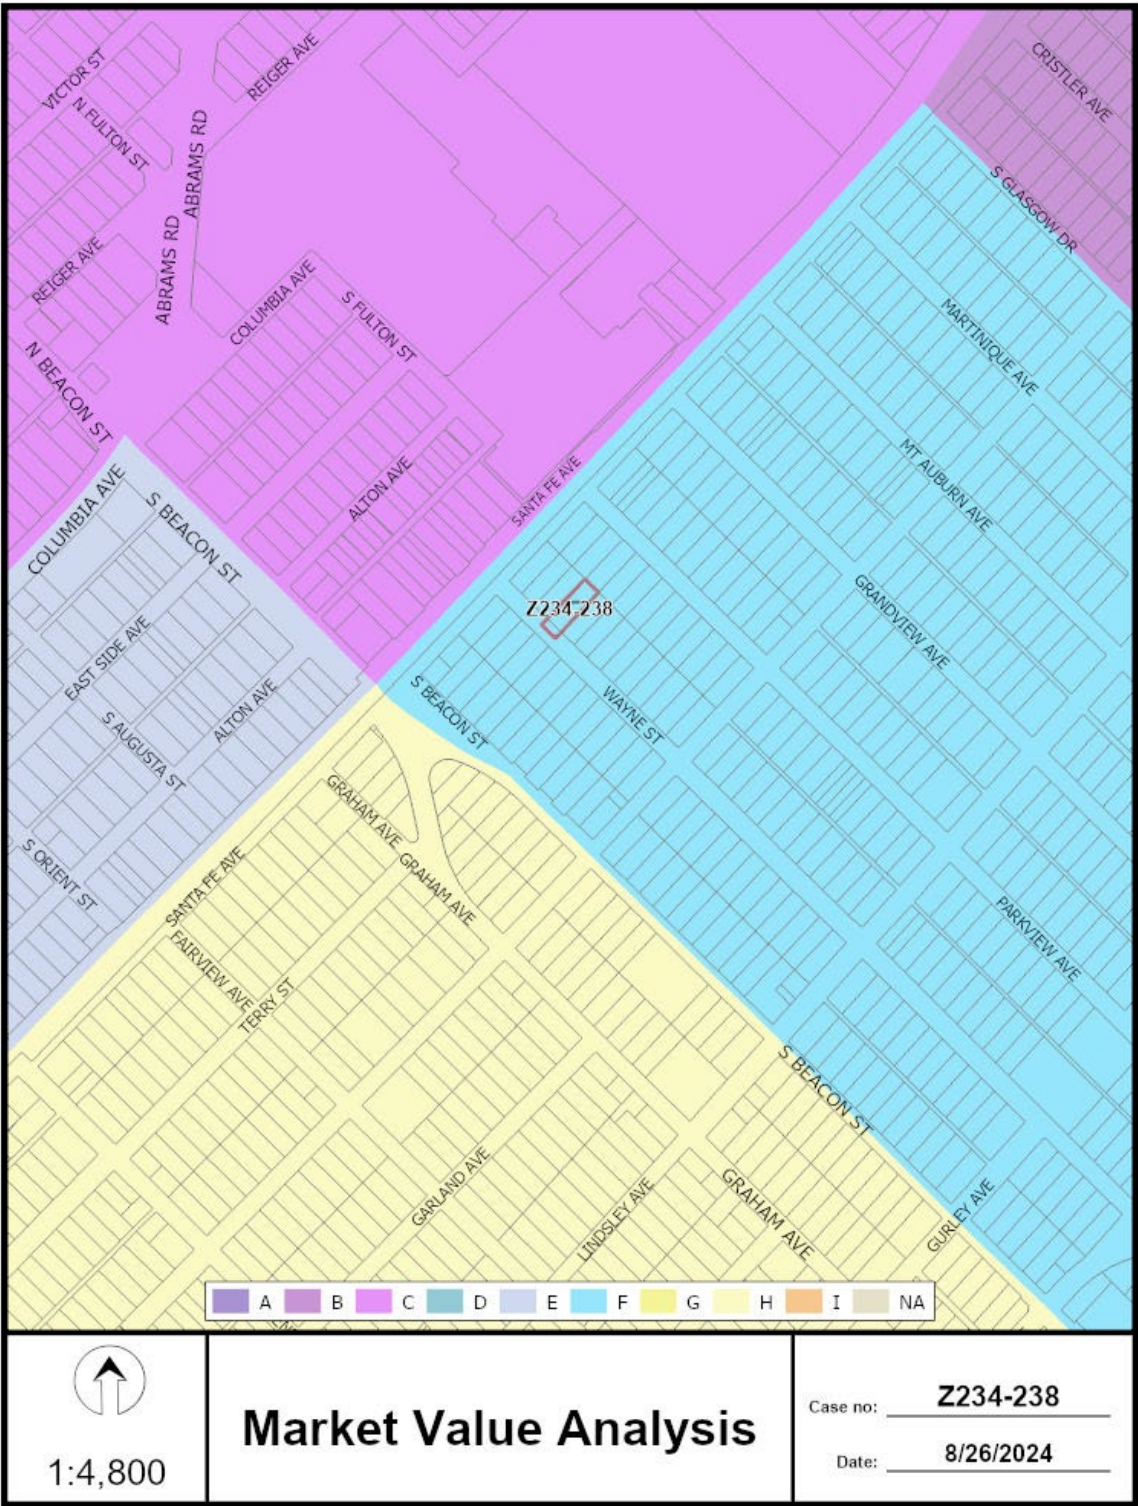 VICTOR ST
REIGER AVE
CRISTLER AVE
N FULTON ST
ABRAMS RD
S GLASGOW DR
REIGER AVE
ABRAMS RD
COLUMBIA AVE
S FULTON ST
MARTINIQUE AVE
N BEACON ST
MT AUBURN AVE
ALTON AVE
SANTA FE AVE
COLUMBIA AVE
S BEACON ST
GRANDVIEW AVE
Z234-238
EAST SIDE AVE
S BEACON ST
WAYNE ST
ALTON AVE
S AUGUSTA ST
GRAHAM AVE
S ORIENT ST
SANTA FE AVE
GRAHAM AVE
PARKVIEW AVE
FAIRVIEW AVE
TERRY ST
S BEACON ST
GARLAND AVE
LINDSLEY AVE
GRAHAM AVE
GURLEY AVE
A B C D E F G H I NA
1:4,800
Market Value Analysis
Case no: Z234-238
Date: 8/26/2024